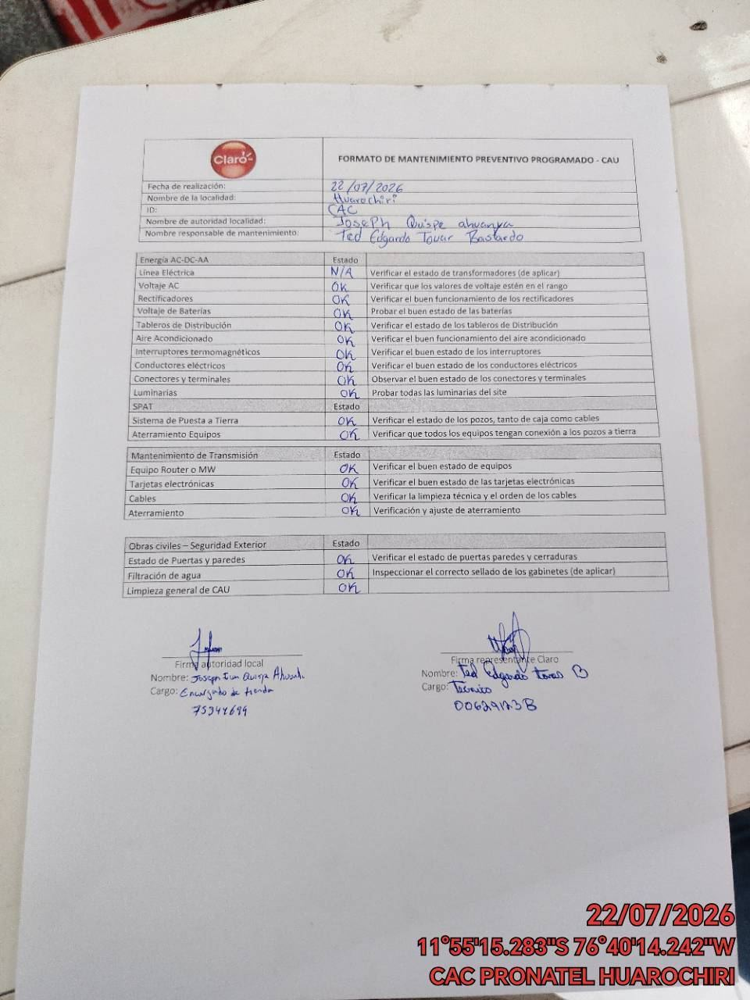 Claro
FORMATO DE MANTENIMIENTO PREVENTIVO PROGRAMADO - CAU
Fecha de realización: 22/07/2026
Nombre de la localidad: Huarochiri
ID: CAC
Nombre de autoridad localidad: Joseph Quispe ahuanya
Nombre responsable de mantenimiento: Ted Edgardo Tovar Bastardo
Energía AC-DC-AA Estado
Línea Eléctrica N/A Verificar el estado de transformadores (de aplicar)
Voltaje AC OK Verificar que los valores de voltaje estén en el rango
Rectificadores OK Verificar el buen funcionamiento de los rectificadores
Voltaje de Baterías OK Probar el buen estado de las baterías
Tableros de Distribución OK Verificar el estado de los tableros de Distribución
Aire Acondicionado OK Verificar el buen funcionamiento del aire acondicionado
Interruptores termomagnéticos OK Verificar el buen estado de los interruptores
Conductores eléctricos OK Verificar el buen estado de los conductores eléctricos
Conectores y terminales OK Observar el buen estado de los conectores y terminales
Luminarias OK Probar todas las luminarias del site
SPAT Estado
Sistema de Puesta a Tierra OK Verificar el estado de los pozos, tanto de caja como cables
Aterramiento Equipos OK Verificar que todos los equipos tengan conexión a los pozos a tierra
Mantenimiento de Transmisión Estado
Equipo Router o MW OK Verificar el buen estado de equipos
Tarjetas electrónicas OK Verificar el buen estado de las tarjetas electrónicas
Cables OK Verificar la limpieza técnica y el orden de los cables
Aterramiento OK Verificación y ajuste de aterramiento
Obras civiles – Seguridad Exterior Estado
Estado de Puertas y paredes OK Verificar el estado de puertas paredes y cerraduras
Filtración de agua OK Inspeccionar el correcto sellado de los gabinetes (de aplicar)
Limpieza general de CAU OK
Firma autoridad local
Nombre: Joseph Quispe
Cargo: Encargado de tienda
75344699
Firma representante Claro
Nombre: Ted Edgardo B
Cargo: Tecnico
22/07/2026
11°55'15.283"S 76°40'14.242"W
CAC PRONATEL HUAROCHIRI